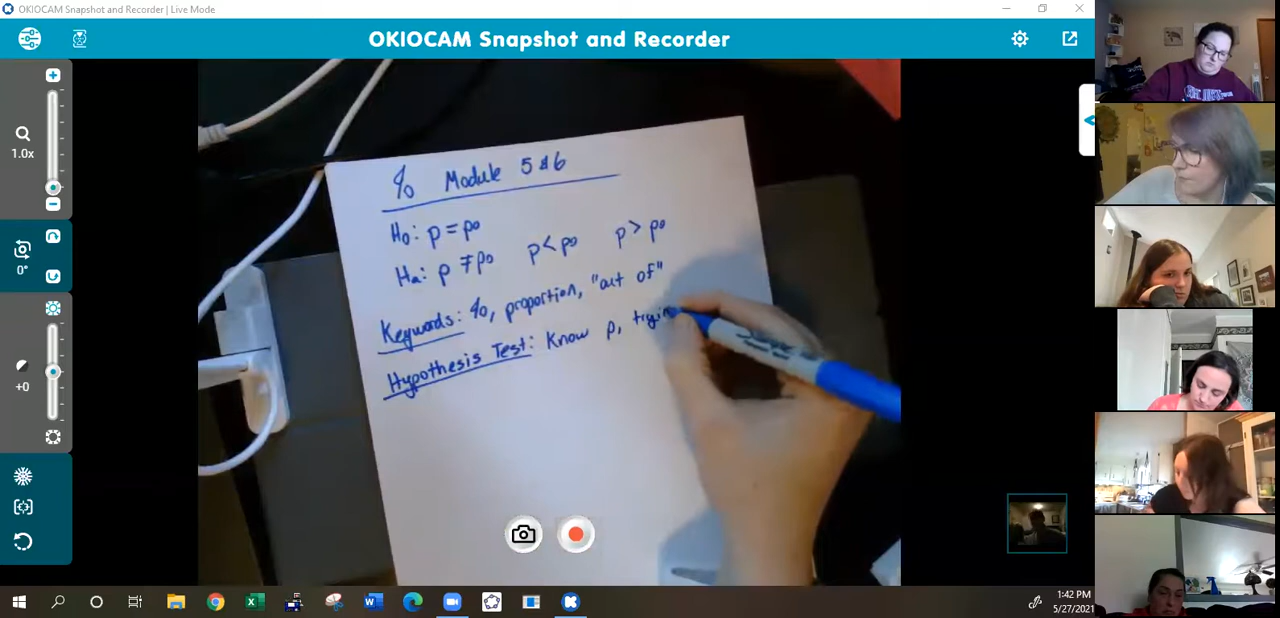 OKIOCAM Snapshot and Recorder | Live Mode
OKIOCAM Snapshot and Recorder
1.0x
0°
+0
% Module 5 & 6
H₀: p = p₀
Hₐ: p ≠ p₀ p < p₀ p > p₀
Keywords: %, proportion, "out of"
Hypothesis Test: Know p, tryin
1:42 PM
5/27/2021